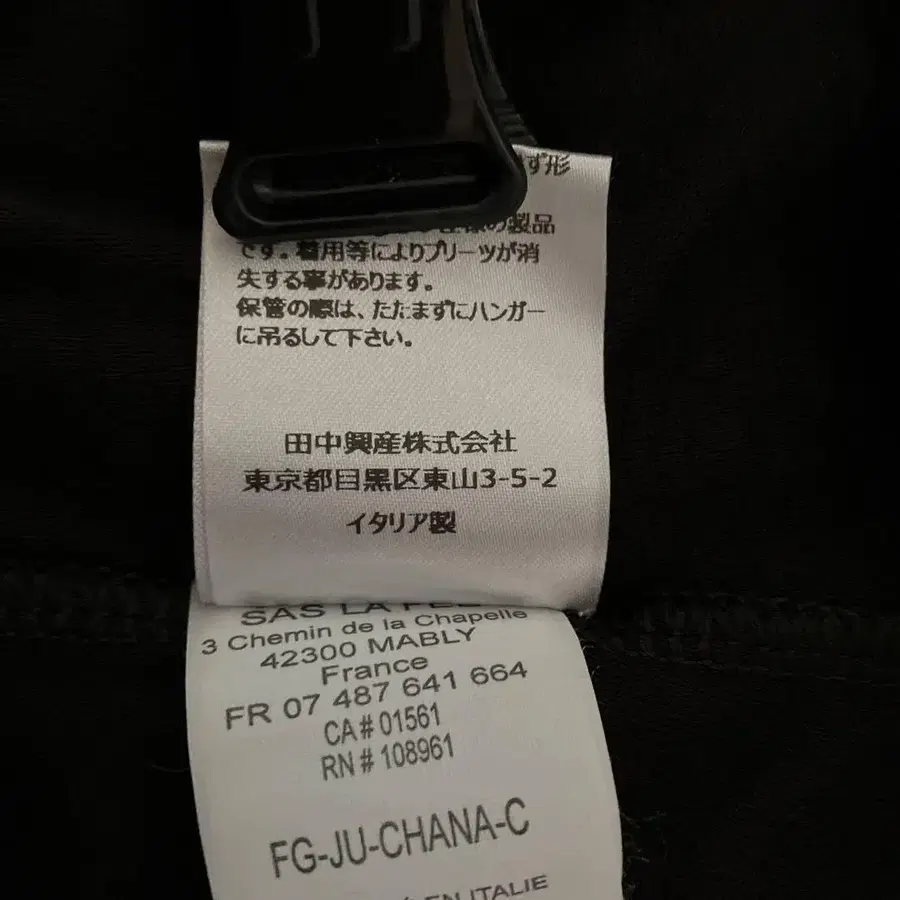 ず形
の製品
です。着用等によりプリーツが消
失する事があります。
保管の際は、たたまずにハンガー
に吊るして下さい。
田中興産株式会社
東京都目黒区東山3-5-2
イタリア製
SAS LA
3 Chemin de la Chapelle
42300 MABLY
France
FR 07 487 641 664
CA# 01561
RN# 108961
FG-JU-CHANA-C
EN ITALIE